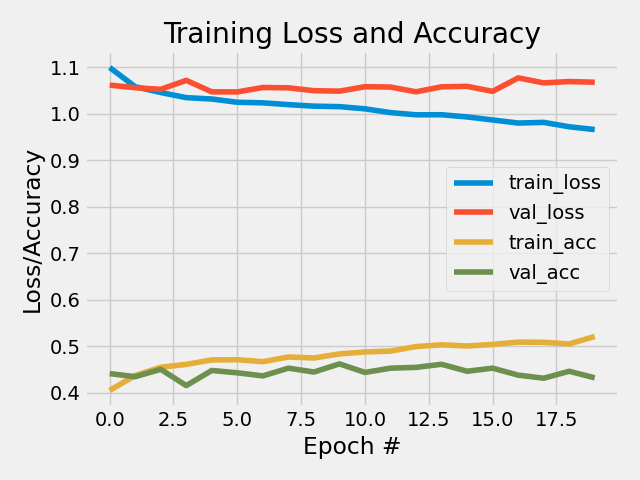 Training Loss and Accuracy
1.1
1.0
0.9
0.8
0.7
0.6
0.5
0.4
Loss/Accuracy
train_loss
val_loss
train_acc
val_acc
0.0 2.5 5.0 7.5 10.0 12.5 15.0 17.5
Epoch #